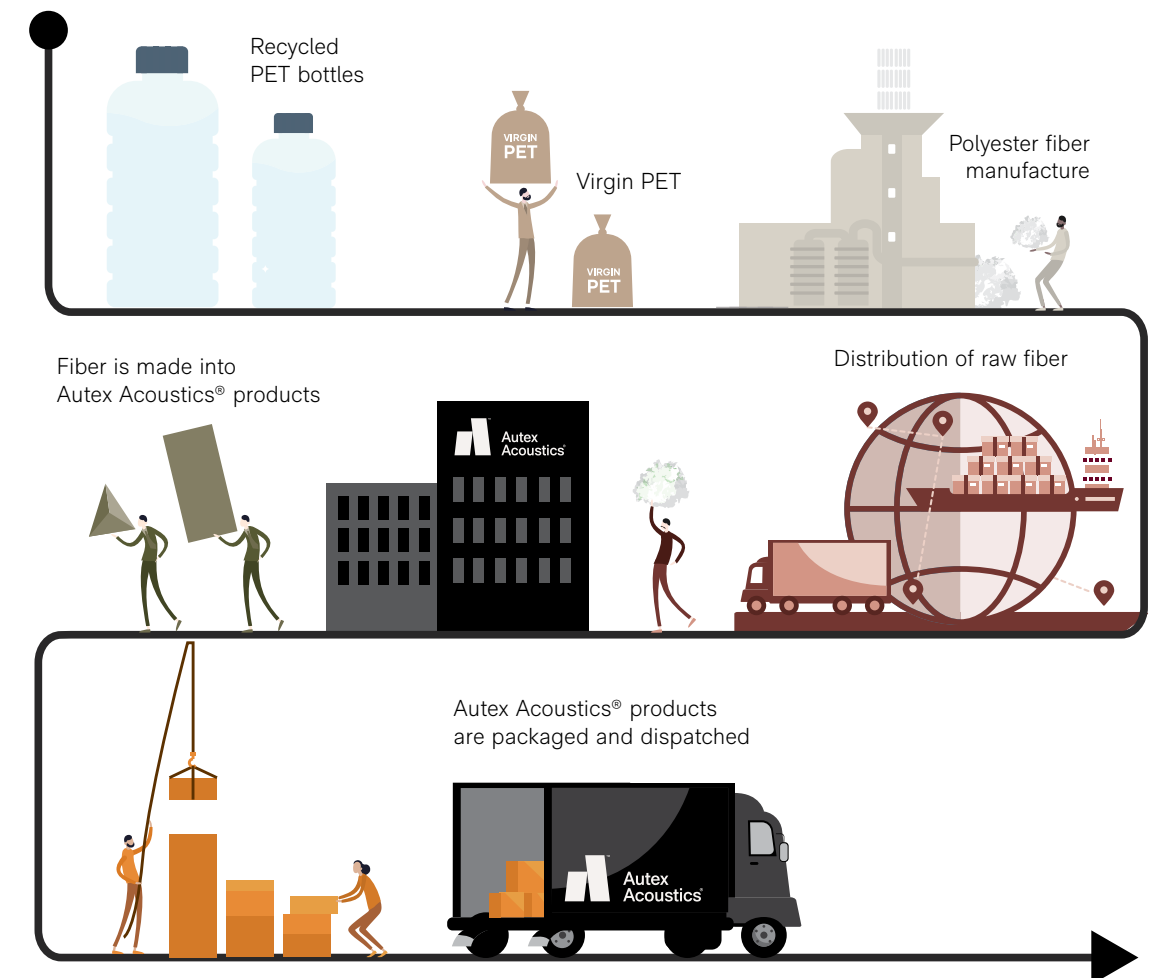 Recycled
PET bottles
VIRGIN
PET
Virgin PET
VIRGIN
PET
Polyester fiber
manufacture
Distribution of raw fiber
Fiber is made into
Autex Acoustics® products
Autex
Acoustics®
Autex Acoustics® products
are packaged and dispatched
Autex
Acoustics®